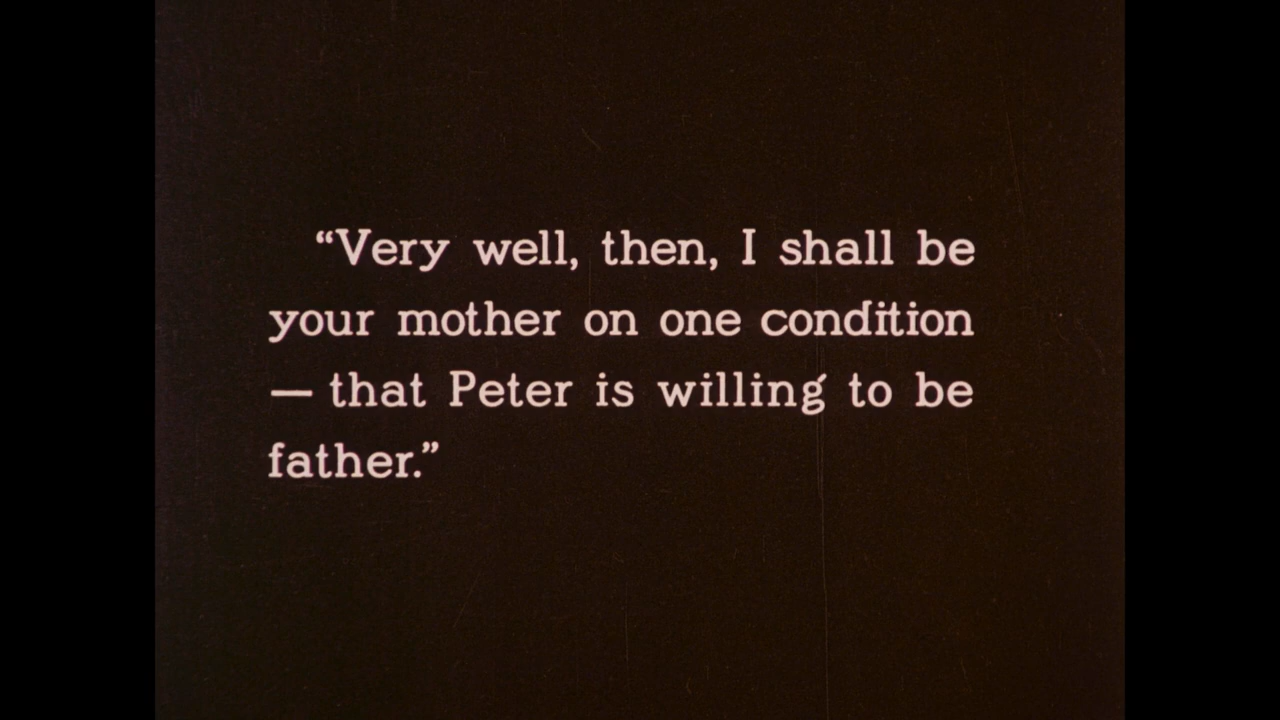 “Very well, then, I shall be
your mother on one condition
— that Peter is willing to be
father.”